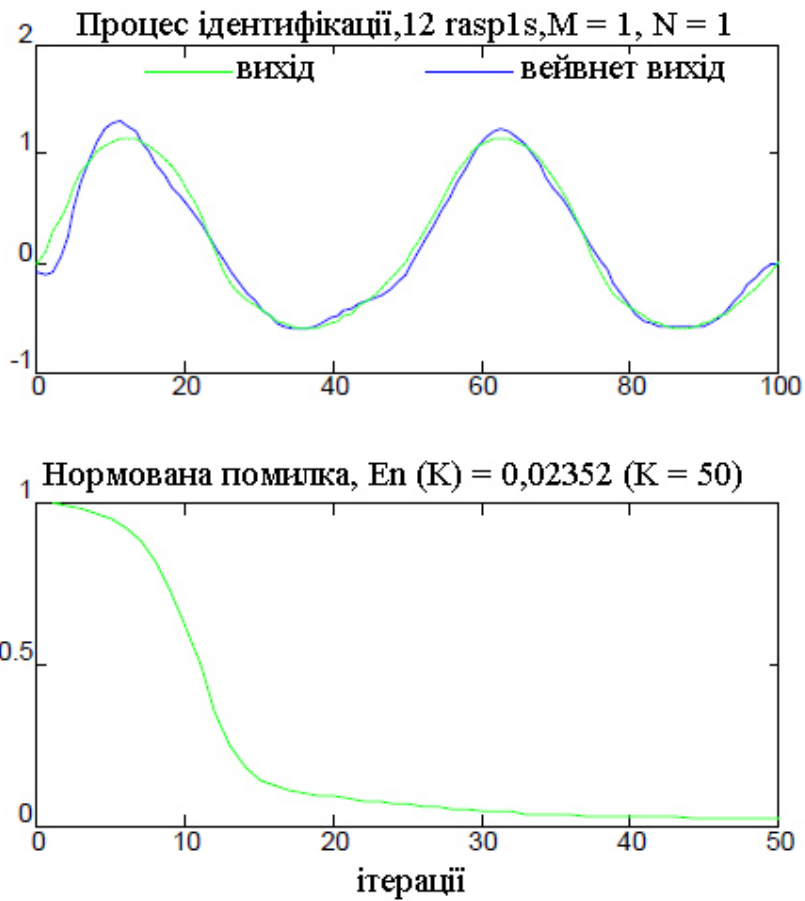 Процес ідентифікації,12 rasp1s,M = 1, N = 1
2
вихід
вейвнет вихід
1
0
-1
0 20 40 60 80 100
Нормована помилка, En (K) = 0,02352 (K = 50)
1
0.5
0
0 10 20 30 40 50
ітерації